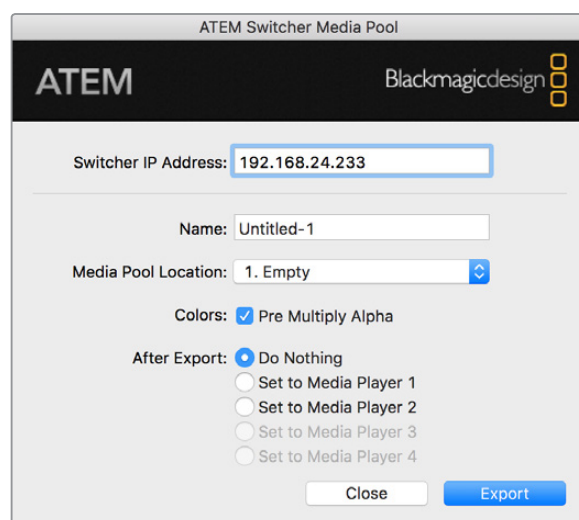 ATEM Switcher Media Pool
ATEM
Blackmagicdesign
Switcher IP Address: 192.168.24.233
Name: Untitled-1
Media Pool Location: 1. Empty
Colors: Pre Multiply Alpha
After Export: Do Nothing
Set to Media Player 1
Set to Media Player 2
Set to Media Player 3
Set to Media Player 4
Close Export